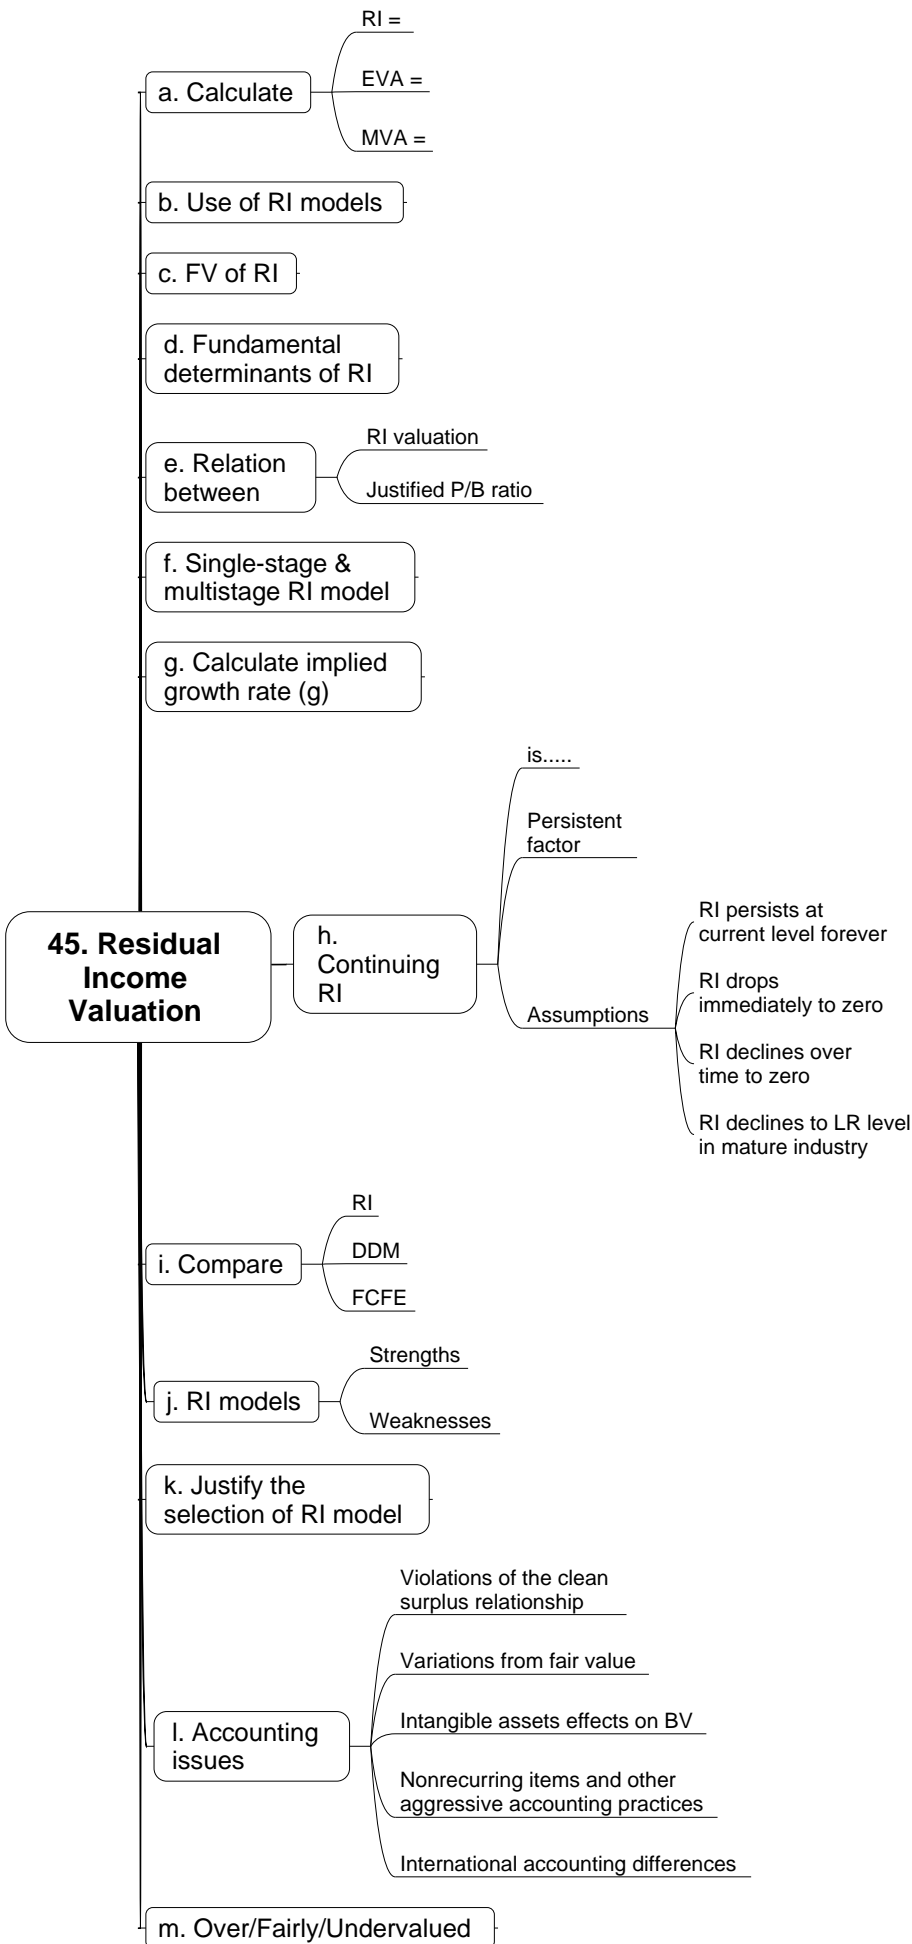 RI =
EVA =
MVA =
a. Calculate
b. Use of RI models
c. FV of RI
d. Fundamental
determinants of RI
e. Relation
between
RI valuation
Justified P/B ratio
f. Single-stage &
multistage RI model
g. Calculate implied
growth rate (g)
45. Residual
Income
Valuation
h.
Continuing
RI
is.....
Persistent
factor
Assumptions
RI persists at
current level forever
RI drops
immediately to zero
RI declines over
time to zero
RI declines to LR level
in mature industry
i. Compare
RI
DDM
FCFE
j. RI models
Strengths
Weaknesses
k. Justify the
selection of RI model
l. Accounting
issues
Violations of the clean
surplus relationship
Variations from fair value
Intangible assets effects on BV
Nonrecurring items and other
aggressive accounting practices
International accounting differences
m. Over/Fairly/Undervalued